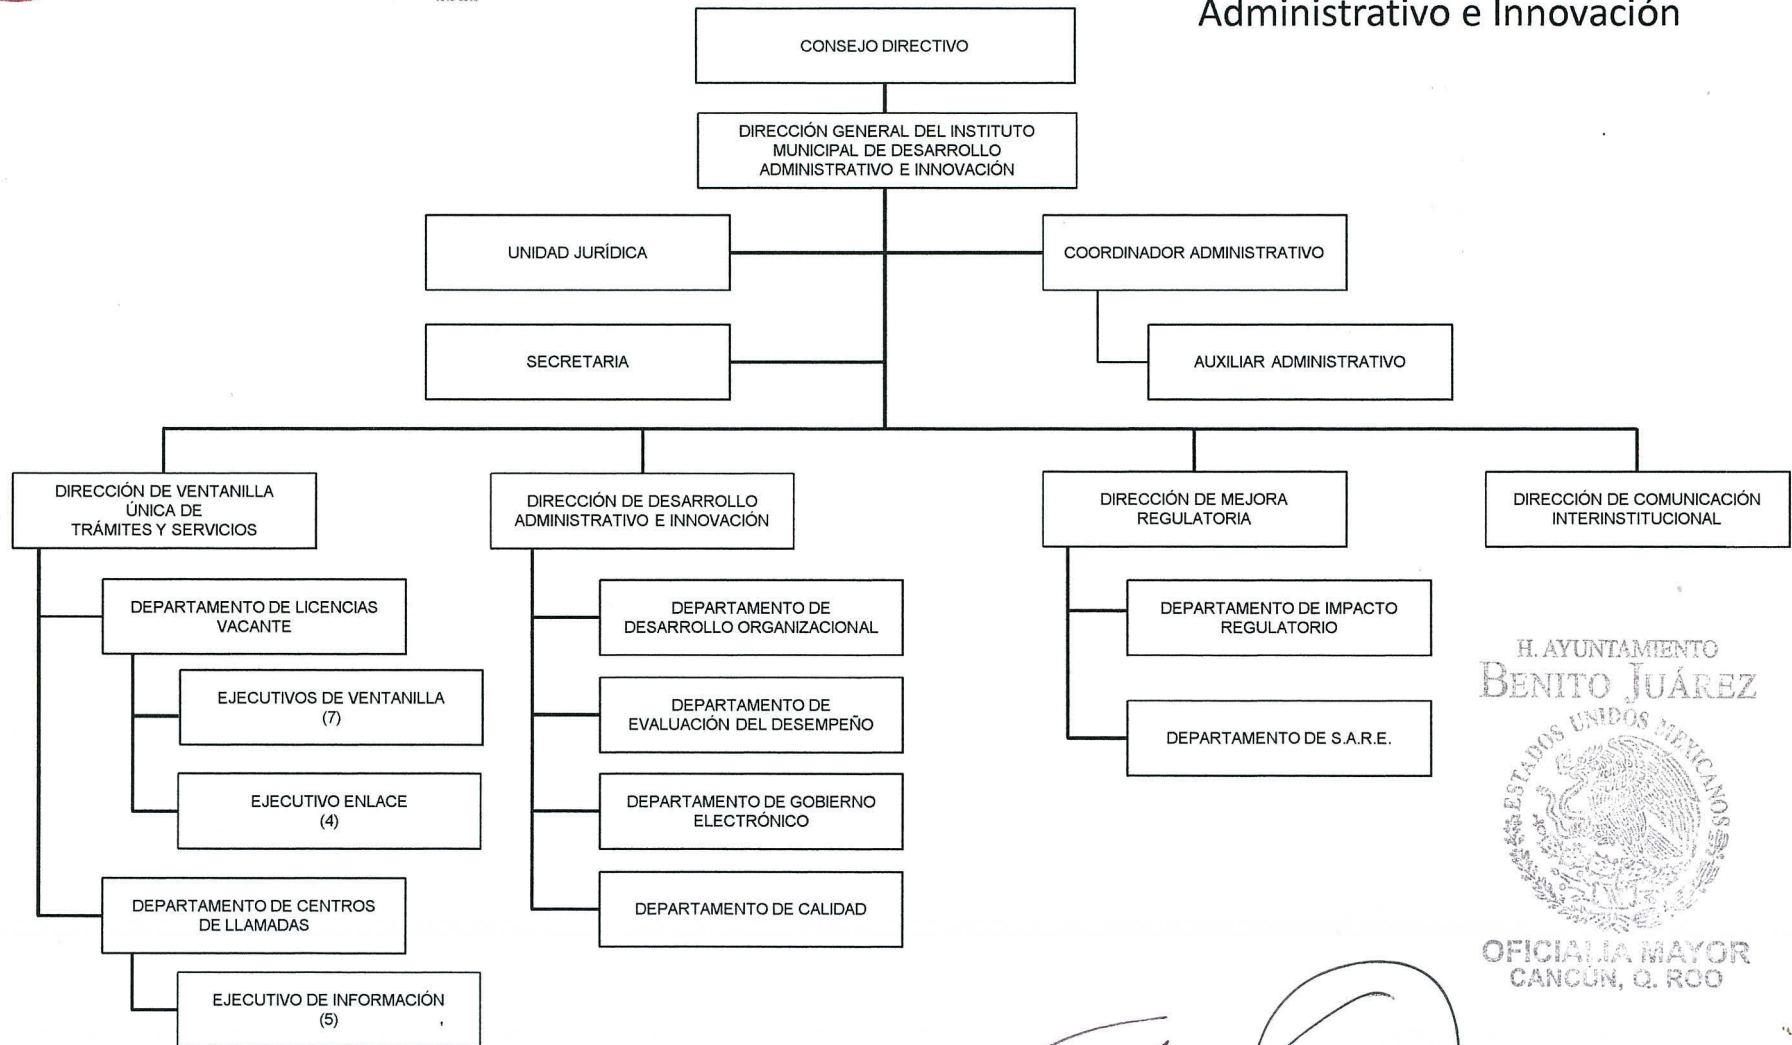 Administrativo e Innovación
CONSEJO DIRECTIVO
DIRECCIÓN GENERAL DEL INSTITUTO
MUNICIPAL DE DESARROLLO
ADMINISTRATIVO E INNOVACIÓN
UNIDAD JURÍDICA
COORDINADOR ADMINISTRATIVO
SECRETARIA
AUXILIAR ADMINISTRATIVO
DIRECCIÓN DE VENTANILLA
ÚNICA DE
TRÁMITES Y SERVICIOS
DEPARTAMENTO DE LICENCIAS
VACANTE
EJECUTIVOS DE VENTANILLA
(7)
EJECUTIVO ENLACE
(4)
DEPARTAMENTO DE CENTROS
DE LLAMADAS
EJECUTIVO DE INFORMACIÓN
(5)
DIRECCIÓN DE DESARROLLO
ADMINISTRATIVO E INNOVACIÓN
DEPARTAMENTO DE
DESARROLLO ORGANIZACIONAL
DEPARTAMENTO DE
EVALUACIÓN DEL DESEMPEÑO
DEPARTAMENTO DE GOBIERNO
ELECTRÓNICO
DEPARTAMENTO DE CALIDAD
DIRECCIÓN DE MEJORA
REGULATORIA
DEPARTAMENTO DE IMPACTO
REGULATORIO
DEPARTAMENTO DE S.A.R.E.
DIRECCIÓN DE COMUNICACIÓN
INTERINSTITUCIONAL
H. AYUNTAMIENTO
BENITO JUÁREZ
ESTADOS UNIDOS MEXICANOS
OFICIALIA MAYOR
CANCÚN, Q. ROO